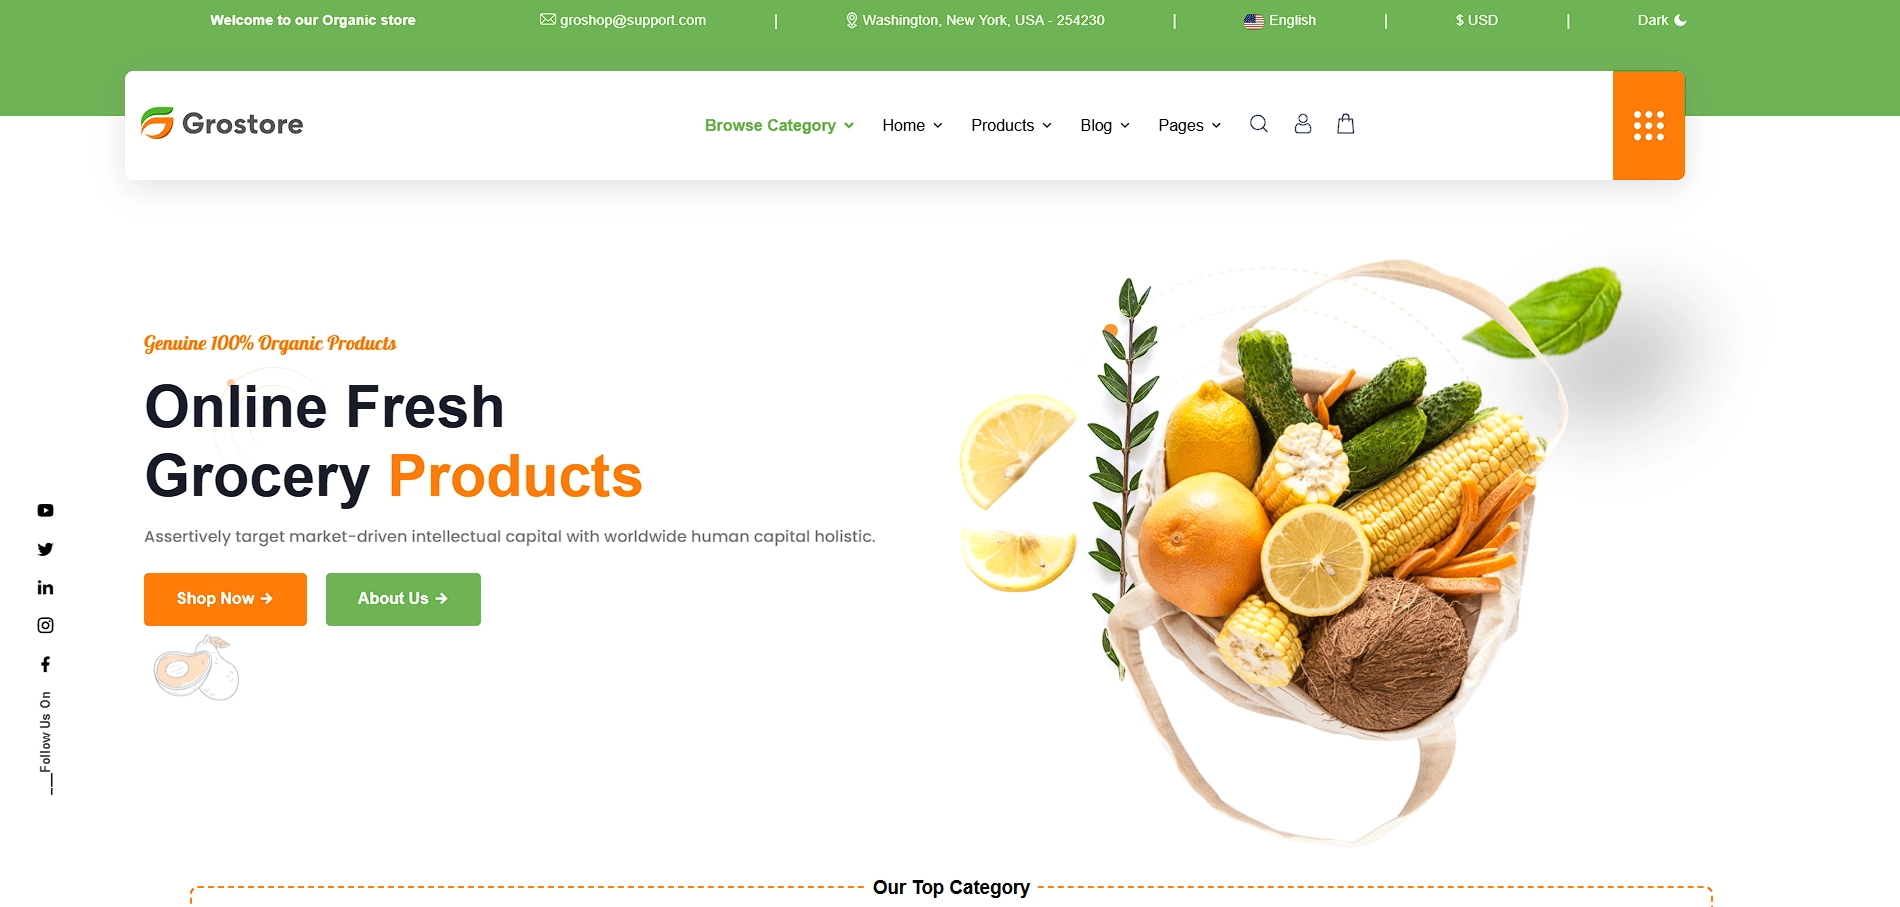 Welcome to our Organic store
groshop@support.com
|
Washington, New York, USA - 254230
|
English
|
$ USD
|
Dark
Grostore
Browse Category
Home
Products
Blog
Pages
Genuine 100% Organic Products
Online Fresh
Grocery Products
Assertively target market-driven intellectual capital with worldwide human capital holistic.
Shop Now →
About Us →
Follow Us On
Our Top Category